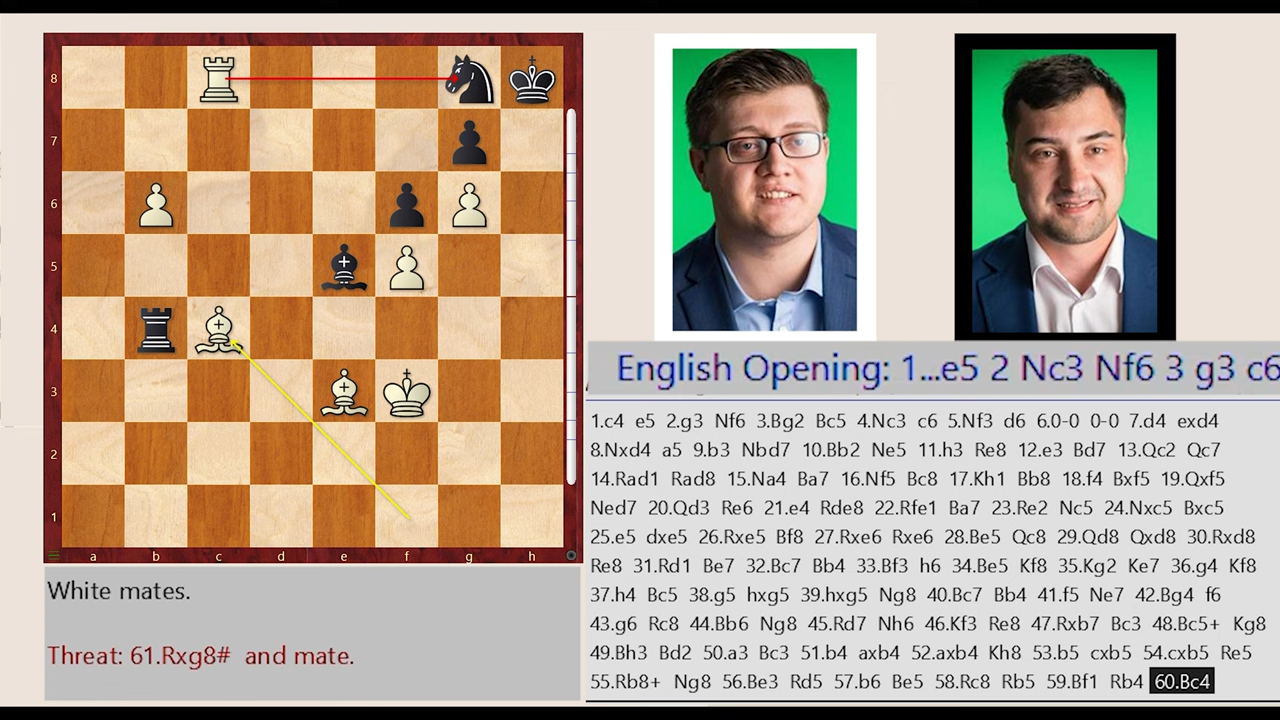 8
7
6
5
4
3
2
1
a b c d e f g h
White mates.
Threat: 61.Rxg8# and mate.
English Opening: 1...e5 2 Nc3 Nf6 3 g3 c6
1.c4 e5 2.g3 Nf6 3.Bg2 Bc5 4.Nc3 c6 5.Nf3 d6 6.0-0 0-0 7.d4 exd4
8.Nxd4 a5 9.b3 Nbd7 10.Bb2 Ne5 11.h3 Re8 12.e3 Bd7 13.Qc2 Qc7
14.Rad1 Rad8 15.Na4 Ba7 16.Nf5 Bc8 17.Kh1 Bb8 18.f4 Bxf5 19.Qxf5
Ned7 20.Qd3 Re6 21.e4 Rde8 22.Rfe1 Ba7 23.Re2 Nc5 24.Nxc5 Bxc5
25.e5 dxe5 26.Rxe5 Bf8 27.Rxe6 Rxe6 28.Be5 Qc8 29.Qd8 Qxd8 30.Rxd8
Re8 31.Rd1 Be7 32.Bc7 Bb4 33.Bf3 h6 34.Be5 Kf8 35.Kg2 Ke7 36.g4 Kf8
37.h4 Bc5 38.g5 hxg5 39.hxg5 Ng8 40.Bc7 Bb4 41.f5 Ne7 42.Bg4 f6
43.g6 Rc8 44.Bb6 Ng8 45.Rd7 Nh6 46.Kf3 Re8 47.Rxb7 Bc3 48.Bc5+ Kg8
49.Bh3 Bd2 50.a3 Bc3 51.b4 axb4 52.axb4 Kh8 53.b5 cxb5 54.cxb5 Re5
55.Rb8+ Ng8 56.Be3 Rd5 57.b6 Be5 58.Rc8 Rb5 59.Bf1 Rb4 60.Bc4